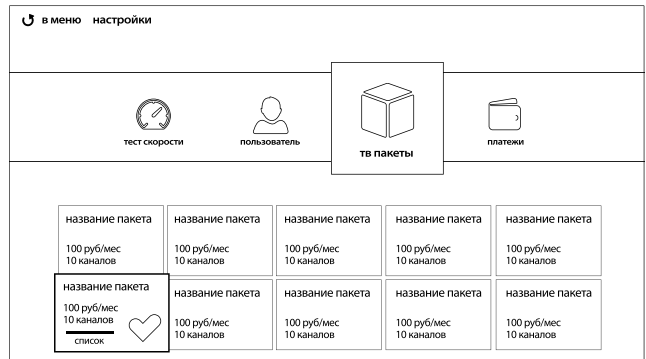 в меню настройки
тест скорости
пользователь
тв пакеты
платежи
название пакета
100 руб/мес
10 каналов
название пакета
100 руб/мес
10 каналов
название пакета
100 руб/мес
10 каналов
название пакета
100 руб/мес
10 каналов
название пакета
100 руб/мес
10 каналов
название пакета
100 руб/мес
10 каналов
список
название пакета
100 руб/мес
10 каналов
название пакета
100 руб/мес
10 каналов
название пакета
100 руб/мес
10 каналов
название пакета
100 руб/мес
10 каналов